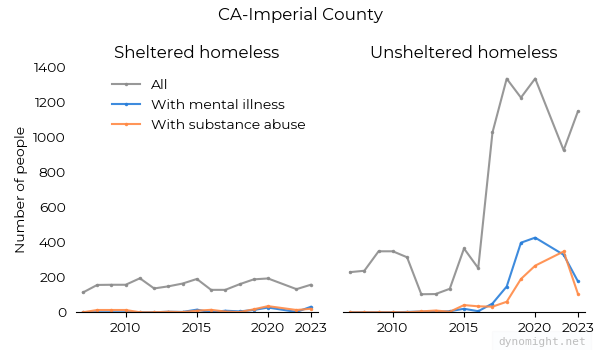 CA-Imperial County
Sheltered homeless
Unsheltered homeless
Number of people
1400
1200
1000
800
600
400
200
0
All
With mental illness
With substance abuse
2010 2015 2020 2023
2010 2015 2020 2023
dynomight.net